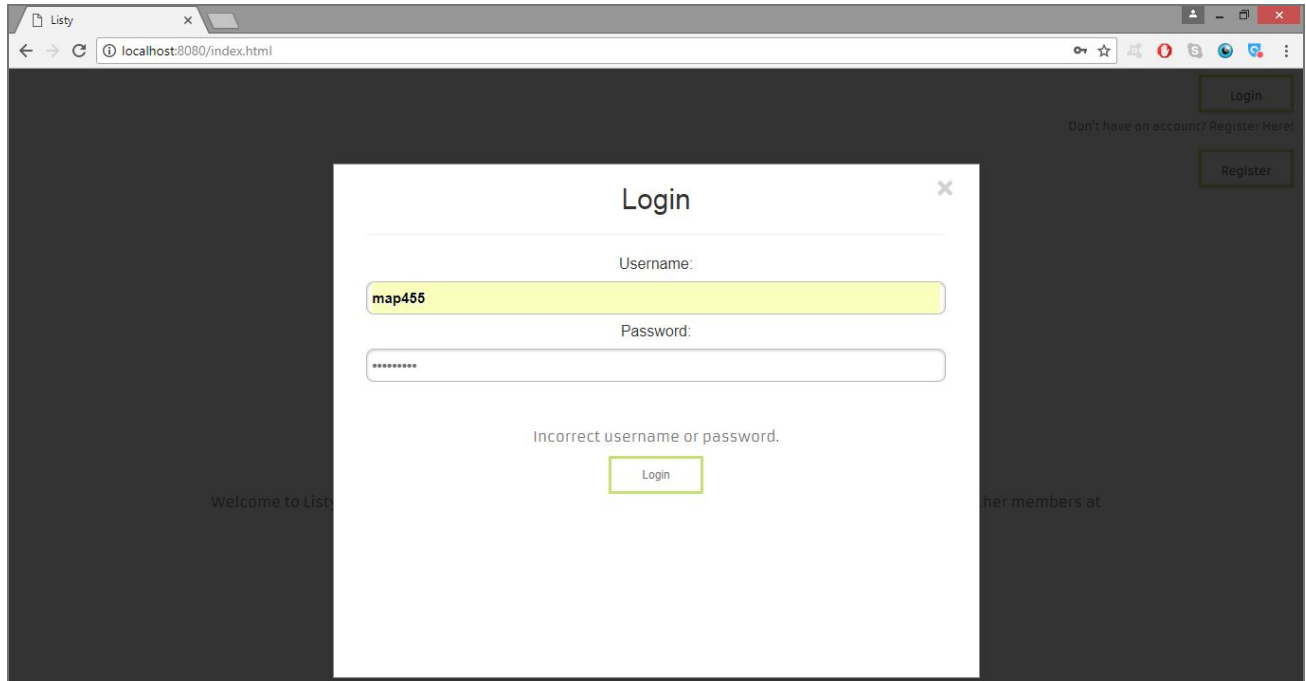 Listy
localhost:8080/index.html
Login
Don't have an account? Register Here!
Register
Login
Username:
map455
Password:
•••••••••
Incorrect username or password.
Login
Welcome to Listy
her members at